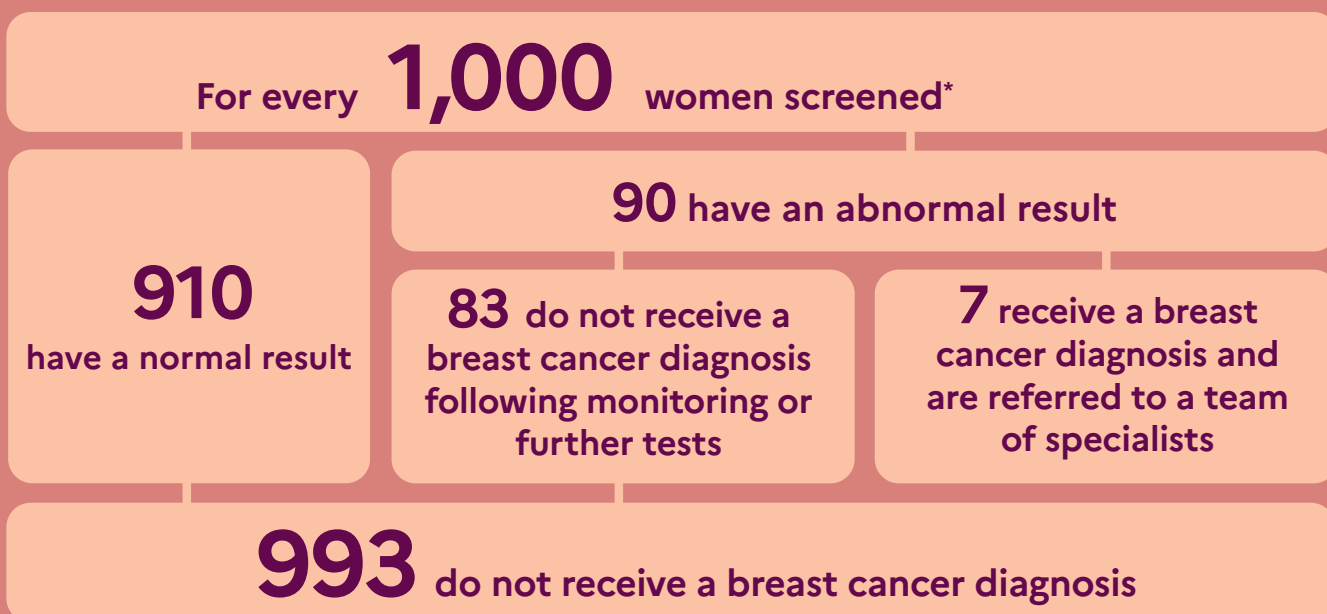 For every 1,000 women screened*
90 have an abnormal result
910
have a normal result
83 do not receive a
breast cancer diagnosis
following monitoring or
further tests
7 receive a breast
cancer diagnosis and
are referred to a team
of specialists
993 do not receive a breast cancer diagnosis